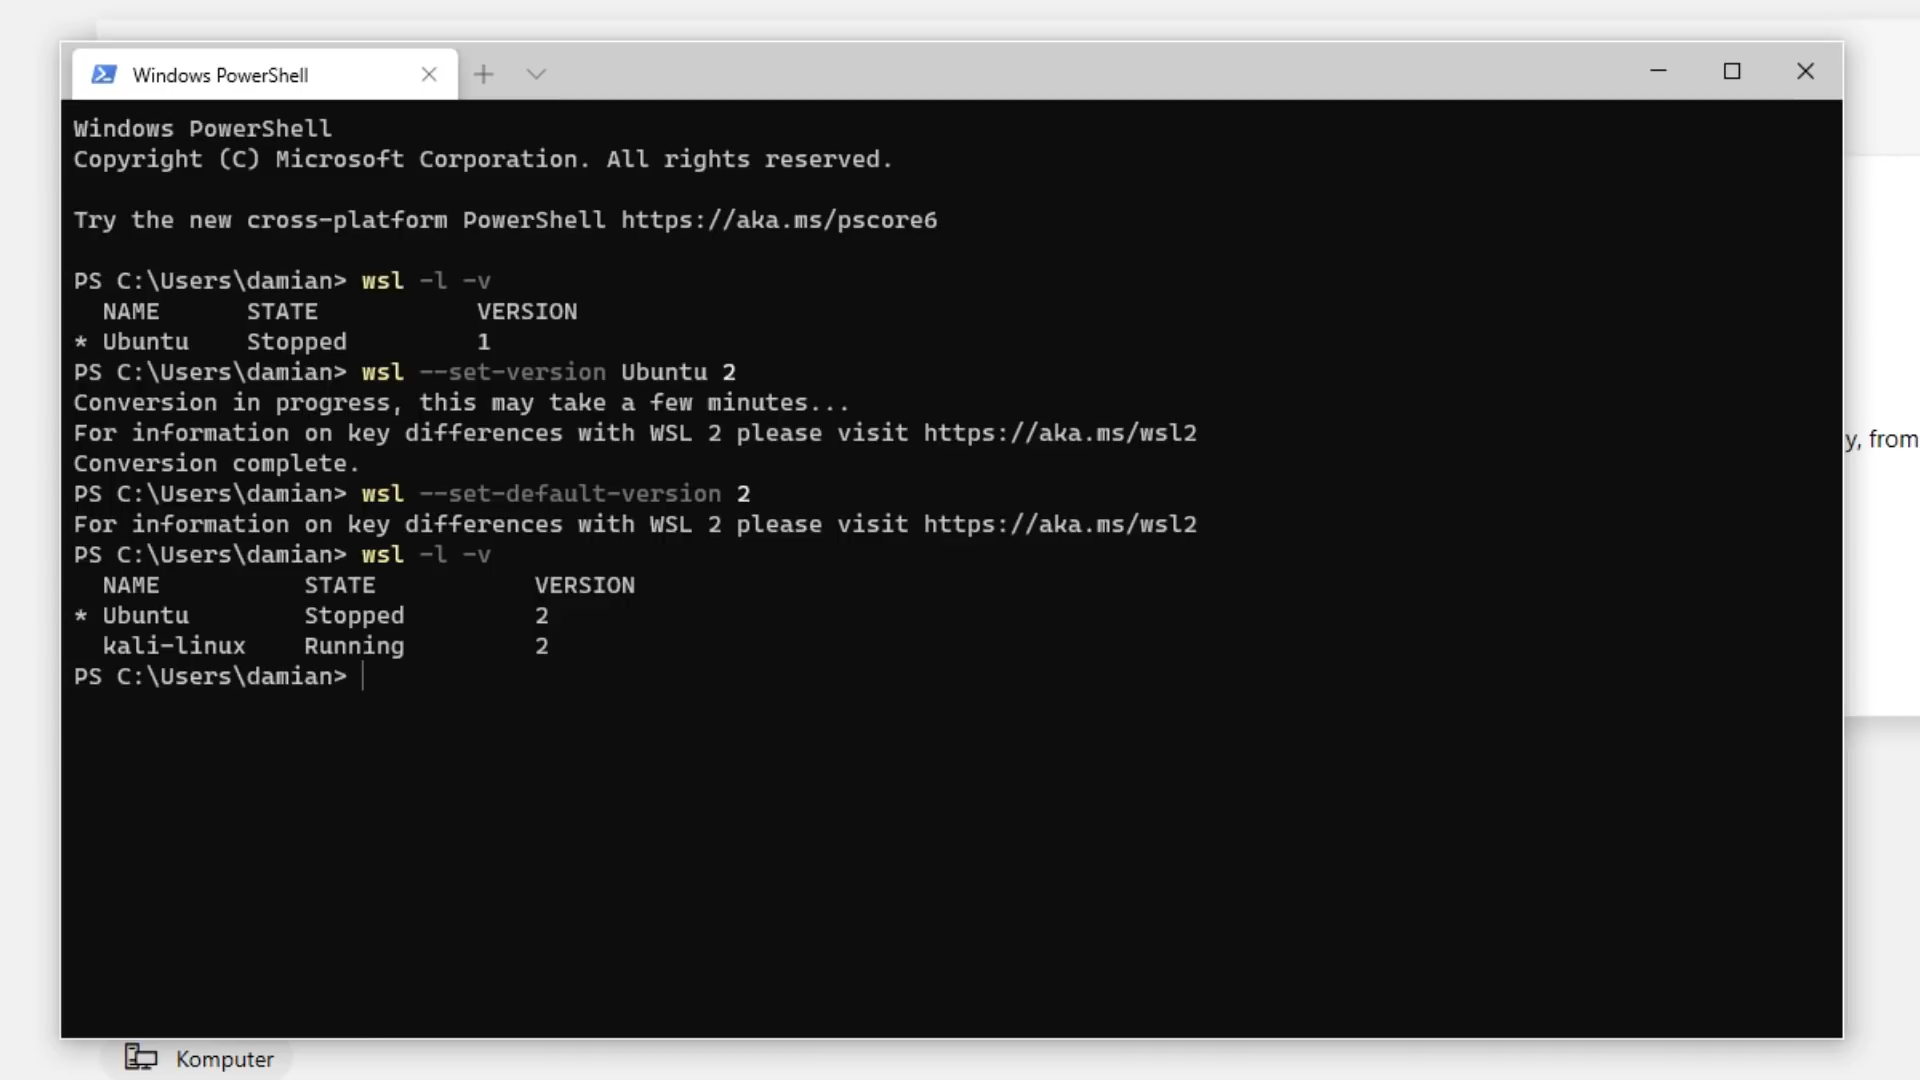 Windows PowerShell
Windows PowerShell
Copyright (C) Microsoft Corporation. All rights reserved.
Try the new cross-platform PowerShell https://aka.ms/pscore6
PS C:\Users\damian> wsl -l -v
  NAME      STATE           VERSION
* Ubuntu    Stopped         1
PS C:\Users\damian> wsl --set-version Ubuntu 2
Conversion in progress, this may take a few minutes...
For information on key differences with WSL 2 please visit https://aka.ms/wsl2
Conversion complete.
PS C:\Users\damian> wsl --set-default-version 2
For information on key differences with WSL 2 please visit https://aka.ms/wsl2
PS C:\Users\damian> wsl -l -v
  NAME          STATE           VERSION
* Ubuntu        Stopped         2
  kali-linux    Running         2
PS C:\Users\damian>
y, from
Komputer